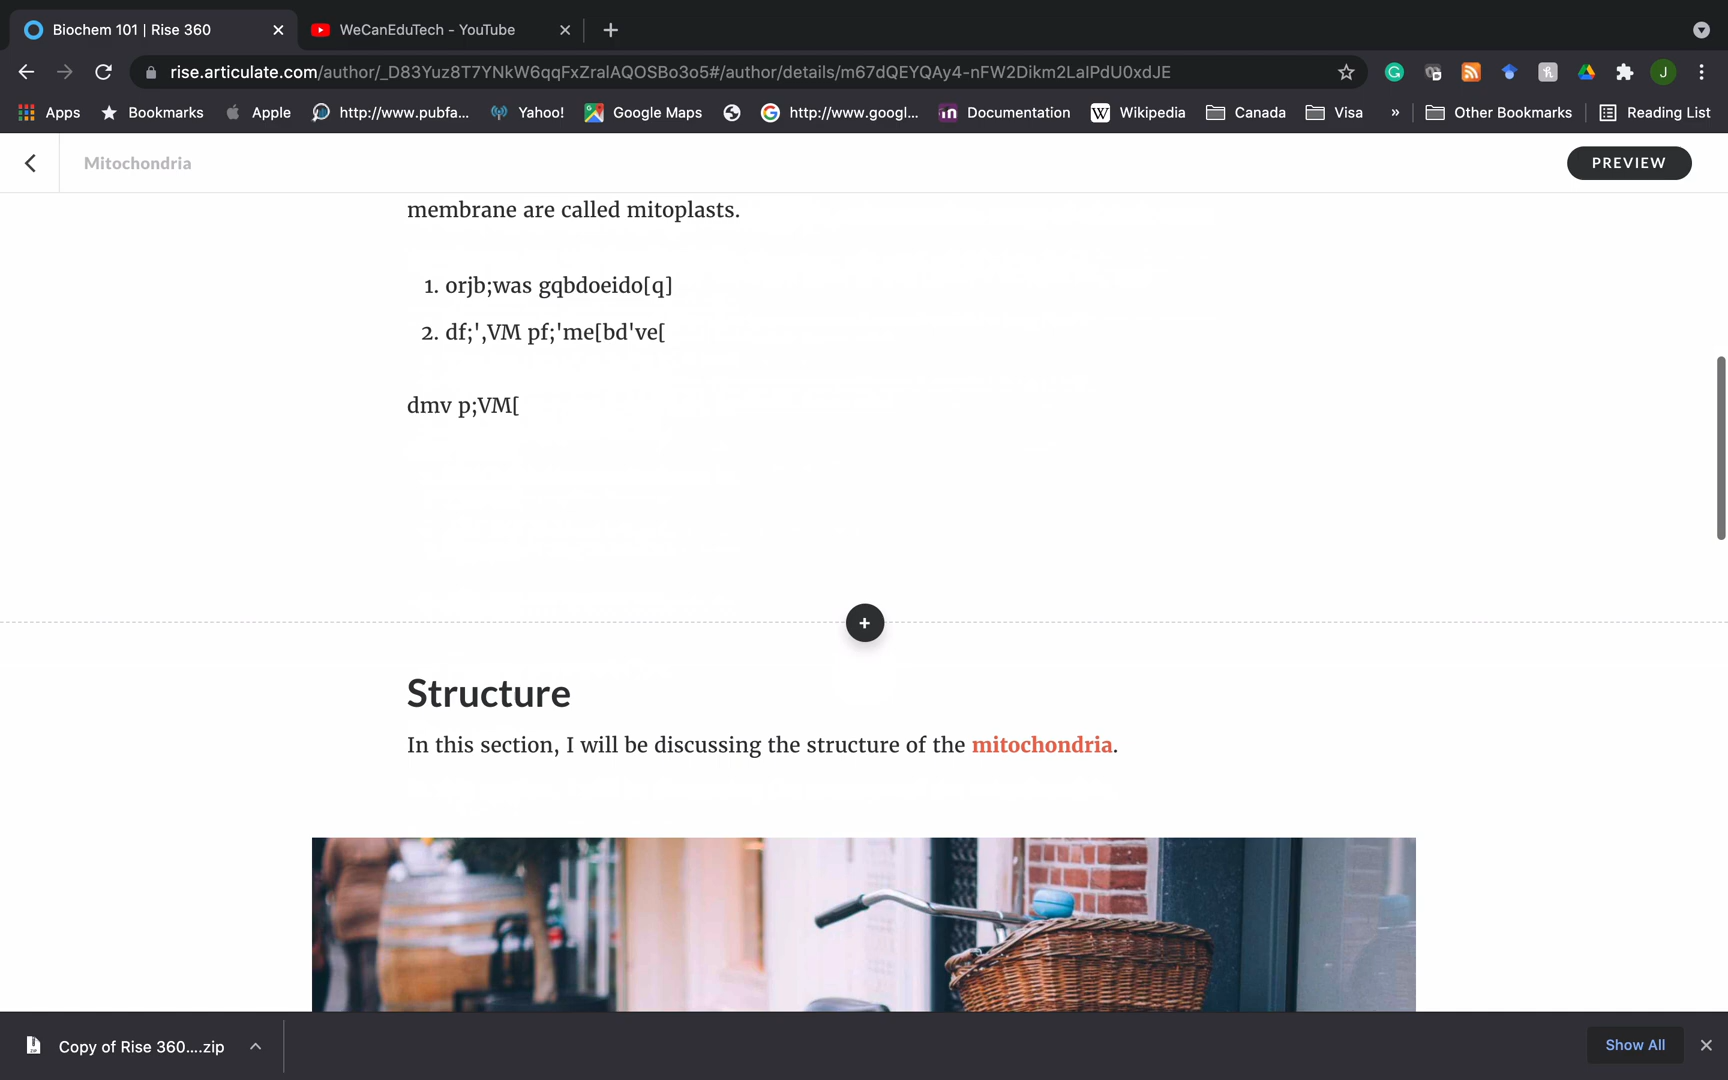 Biochem 101 | Rise 360
WeCanEduTech - YouTube
rise.articulate.com/author/_D83Yuz8T7YNkW6qqFxZralAQOSBo3o5#/author/details/m67dQEYQAy4-nFW2Dikm2LalPdU0xdJE
J
Apps
Bookmarks
Apple
http://www.pubfa...
Yahoo!
Google Maps
http://www.googl...
Documentation
Wikipedia
Canada
Visa
»
Other Bookmarks
Reading List
Mitochondria
PREVIEW
membrane are called mitoplasts.
1. orjb;was gqbdoeido[q]
2. df;',VM pf;'me[bd've[
dmv p;VM[
Structure
In this section, I will be discussing the structure of the mitochondria.
Copy of Rise 360....zip
Show All